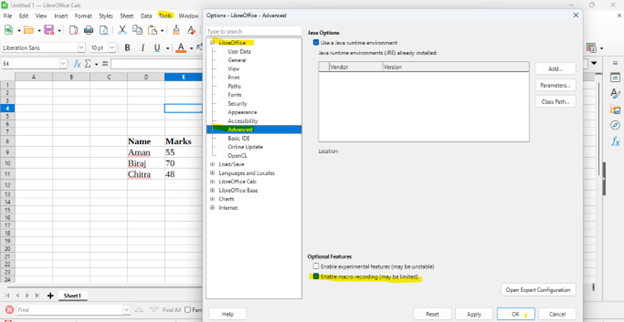 Untitled 1 — LibreOffice Calc
File Edit View Insert Format Styles Sheet Data Tools Window
Liberation Sans 10 pt B I U A
E4 fx Σ =
A B C D E
1
2
3
4
5
6
7
8 Name Marks
9 Aman 55
10 Biraj 70
11 Chitra 48
12
13
14
15
16
17
18
19
20
21
22
23
24
Sheet1
Find Find All
Options - LibreOffice - Advanced
Type to search
LibreOffice
User Data
General
View
Print
Paths
Fonts
Security
Appearance
Accessibility
Advanced
Basic IDE
Online Update
OpenCL
Load/Save
Languages and Locales
LibreOffice Calc
LibreOffice Base
Charts
Internet
Java Options
Use a Java runtime environment
Java runtime environments (JRE) already installed:
Vendor Version
Add...
Parameters...
Class Path...
Location
Optional Features
Enable experimental features (may be unstable)
Enable macro recording (may be limited)
Open Expert Configuration
Help Reset Apply OK Cancel